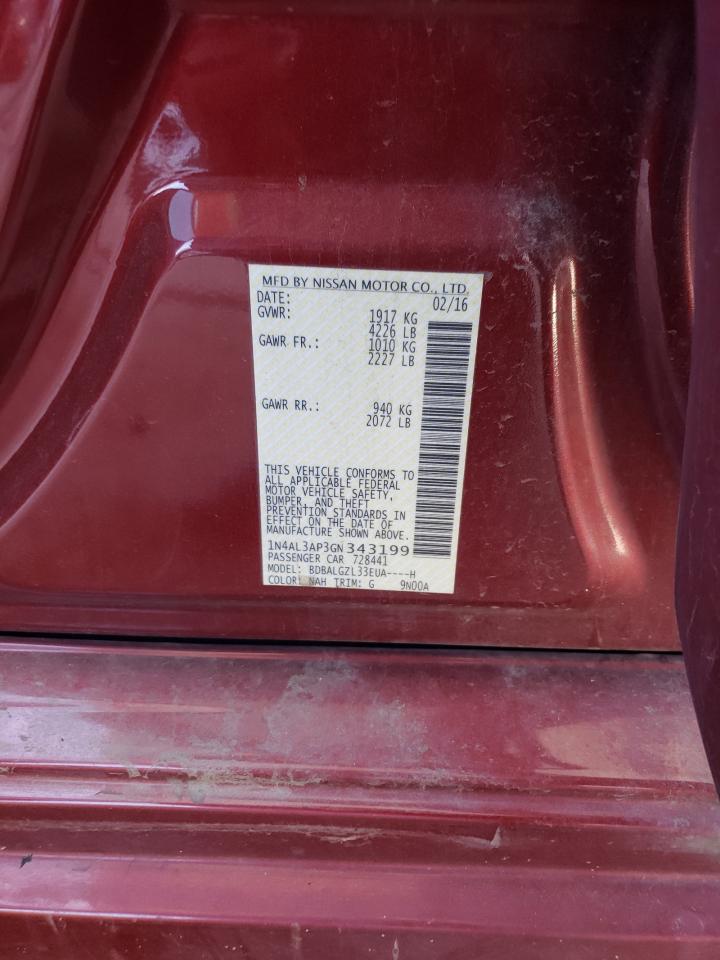 MFD BY NISSAN MOTOR CO., LTD.
DATE: 02/16
GVWR: 1917 KG
4226 LB
GAWR FR.: 1010 KG
2227 LB
GAWR RR.: 940 KG
2072 LB
THIS VEHICLE CONFORMS TO
ALL APPLICABLE FEDERAL
MOTOR VEHICLE SAFETY,
BUMPER, AND THEFT
PREVENTION STANDARDS IN
EFFECT ON THE DATE OF
MANUFACTURE SHOWN ABOVE.
1N4AL3AP3GN343199
PASSENGER CAR 728441
MODEL: BDBALGZL33EUA----H
COLOR: NAH TRIM: G 9N00A